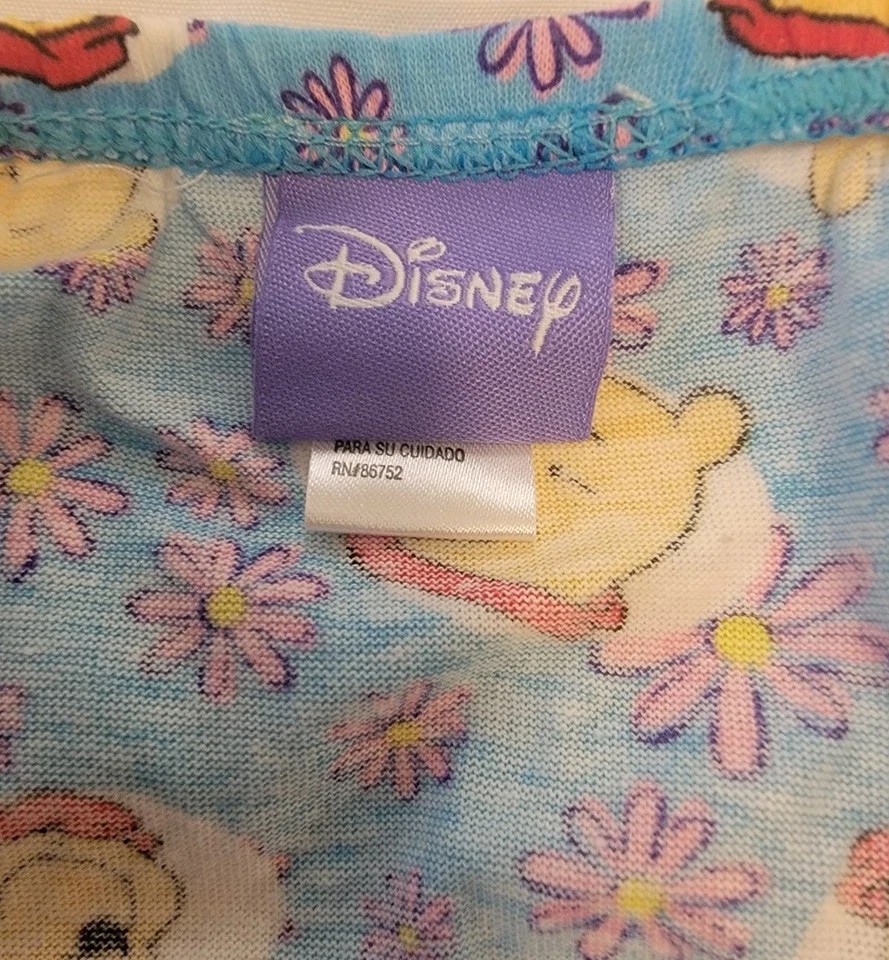 Disney
PARA SU CUIDADO
RN#86752